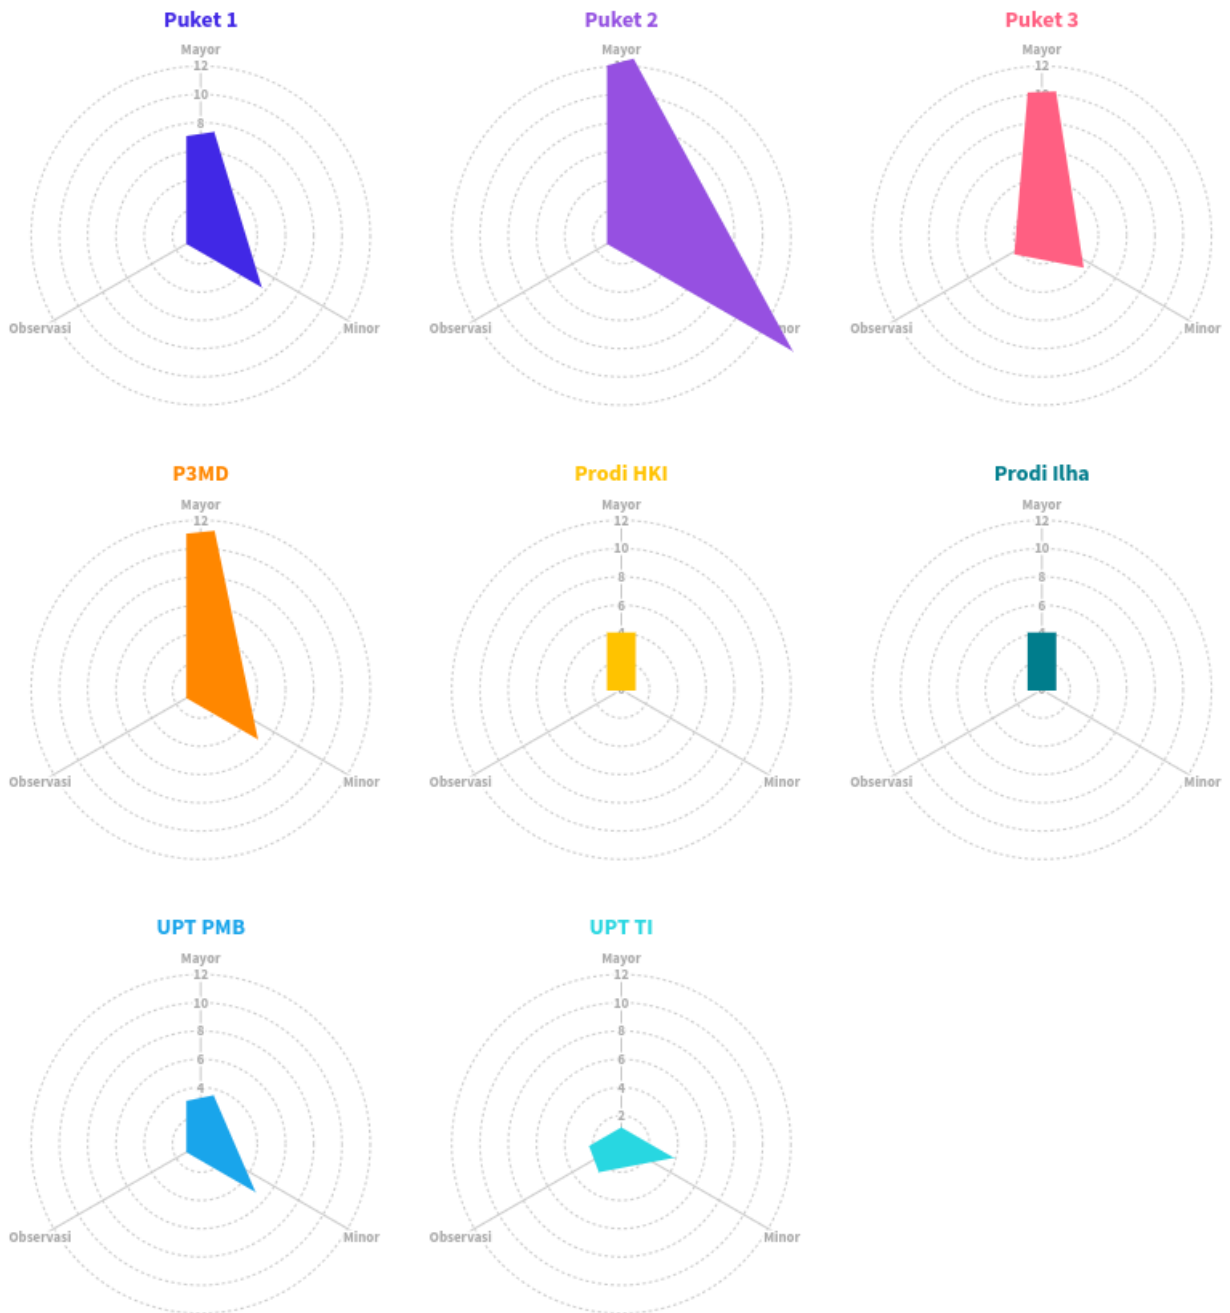 Puket 1
Puket 2
Puket 3
Mayor
Mayor
Mayor
12
12
10
10
8
8
Observasi
Minor
Observasi
Observasi
Minor
P3MD
Prodi HKI
Prodi Ilha
Mayor
Mayor
Mayor
12
12
12
10
10
8
8
6
6
Observasi
Minor
Observasi
Minor
Observasi
Minor
UPT PMB
UPT TI
Mayor
Mayor
12
12
10
10
8
8
6
6
4
4
2
Observasi
Minor
Observasi
Minor